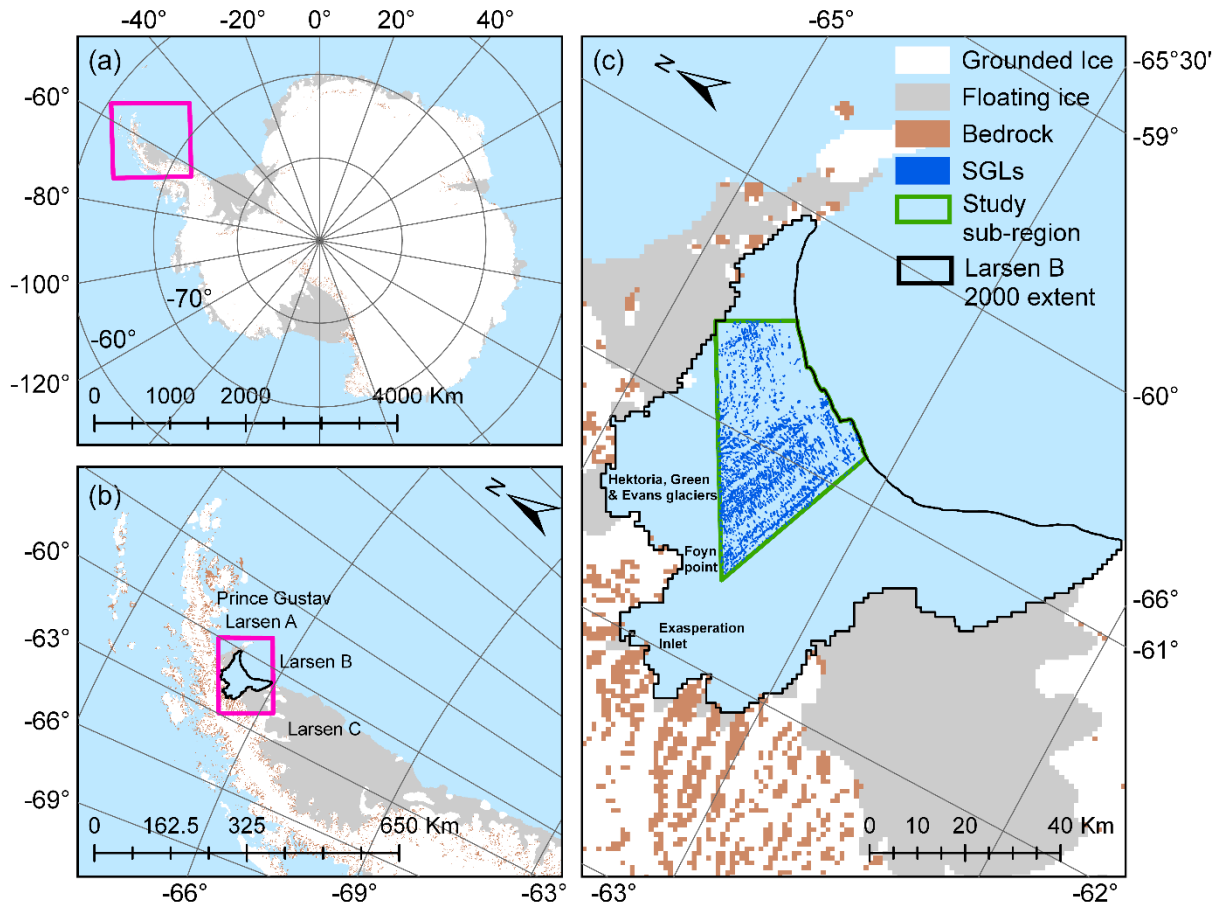 -40°
-20°
0°
20°
40°
(a)
-60°
-80°
-100°
-120°
-70°
-60°
0
1000
2000
4000 Km
(b)
N
-60°
-63°
-66°
-69°
Prince Gustav
Larsen A
Larsen B
Larsen C
0
162.5
325
650 Km
-66°
-69°
-63°
-65°
(c)
N
Grounded Ice
Floating ice
Bedrock
SGLs
Study
sub-region
Larsen B
2000 extent
-65°30'
-59°
-60°
-66°
-61°
Hektoria, Green
& Evans glaciers
Foyn
point
Exasperation
Inlet
0
10
20
40 Km
-63°
-62°